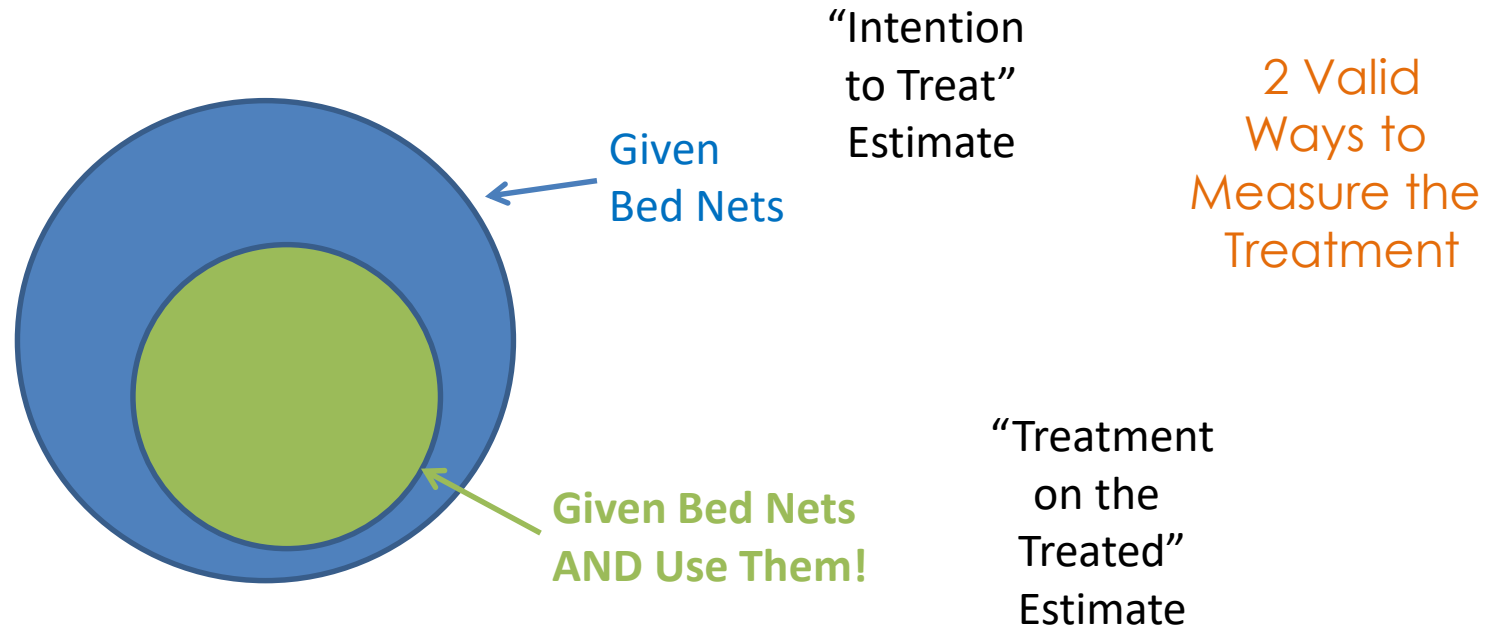 “Intention
to Treat”
Estimate
2 Valid
Ways to
Measure the
Treatment
Given
Bed Nets
“Treatment
on the
Treated”
Estimate
Given Bed Nets
AND Use Them!